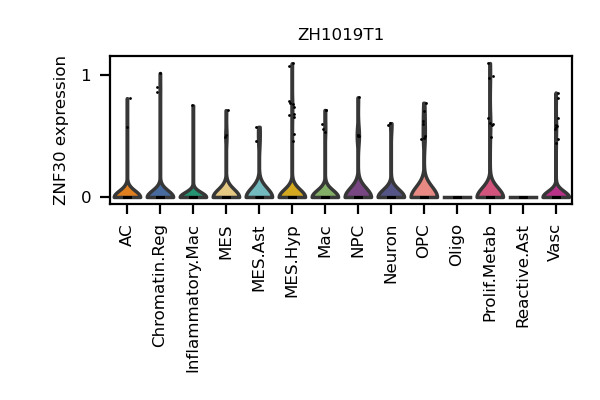 ZH1019T1
ZNF30 expression
1
0
AC
Chromatin.Reg
Inflammatory.Mac
MES
MES.Ast
MES.Hyp
Mac
NPC
Neuron
OPC
Oligo
Prolif.Metab
Reactive.Ast
Vasc